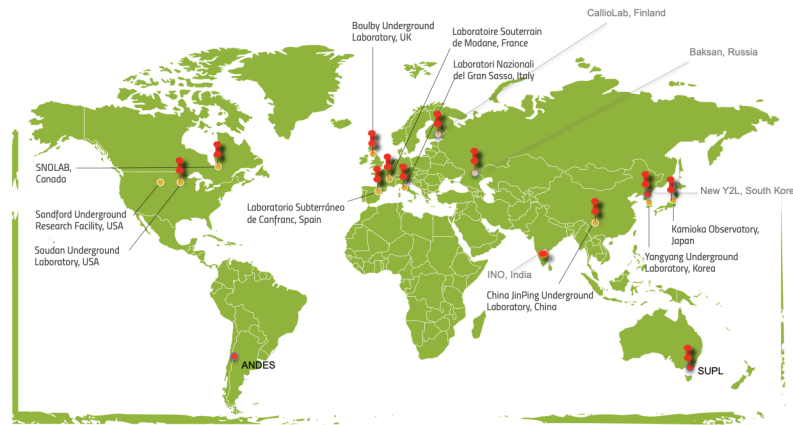 CallioLab, Finland
Boulby Underground
Laboratory, UK
Laboratoire Souterrain
de Modane, France
Baksan, Russia
Laboratori Nazionali
del Gran Sasso, Italy
SNOLAB,
Canada
Sandford Underground
Research Facility, USA
Soudan Underground
Laboratory, USA
Laboratorio Subterráneo
de Canfranc, Spain
New Y2L, South Kore
Kamioka Observatory,
Japan
Yangyang Underground
Laboratory, Korea
INO, India
China JinPing Underground
Laboratory, China
ANDES
SUPL